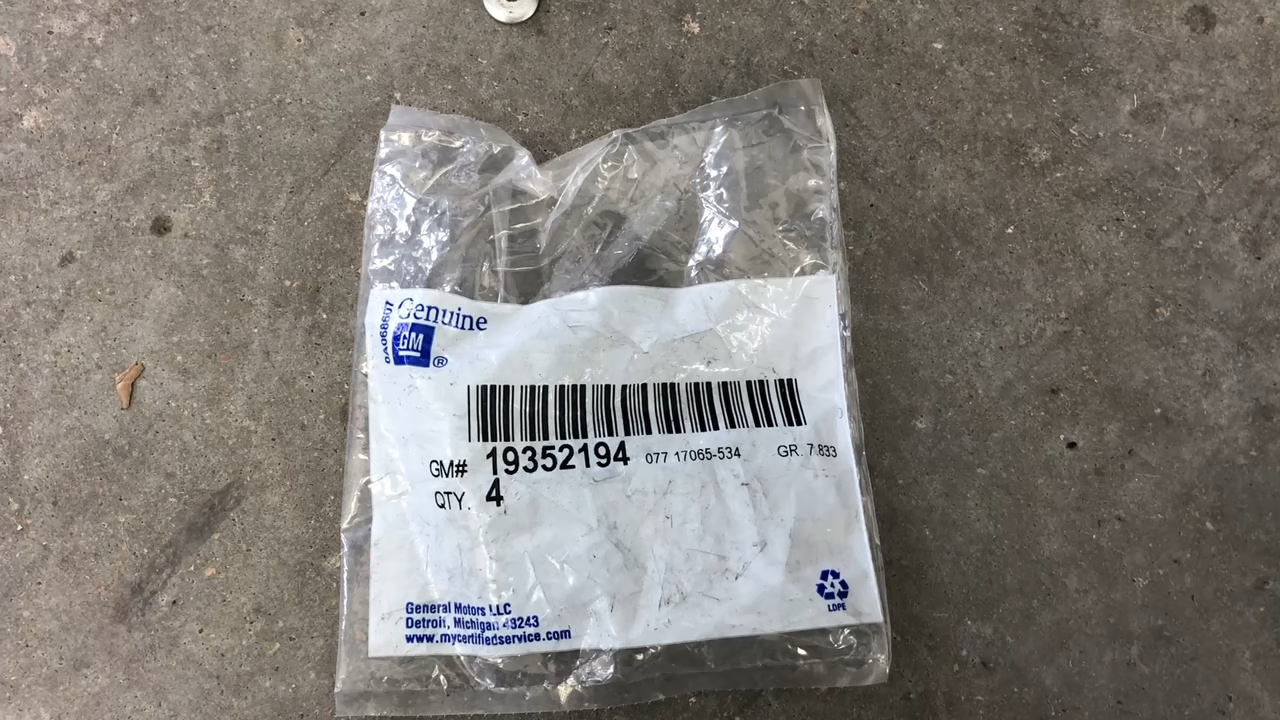 Genuine
GM ®
GM# 19352194 077 17065-534 GR. 7.833
QTY. 4
General Motors LLC
Detroit, Michigan 48243
www.mycertifiedservice.com
LDPE